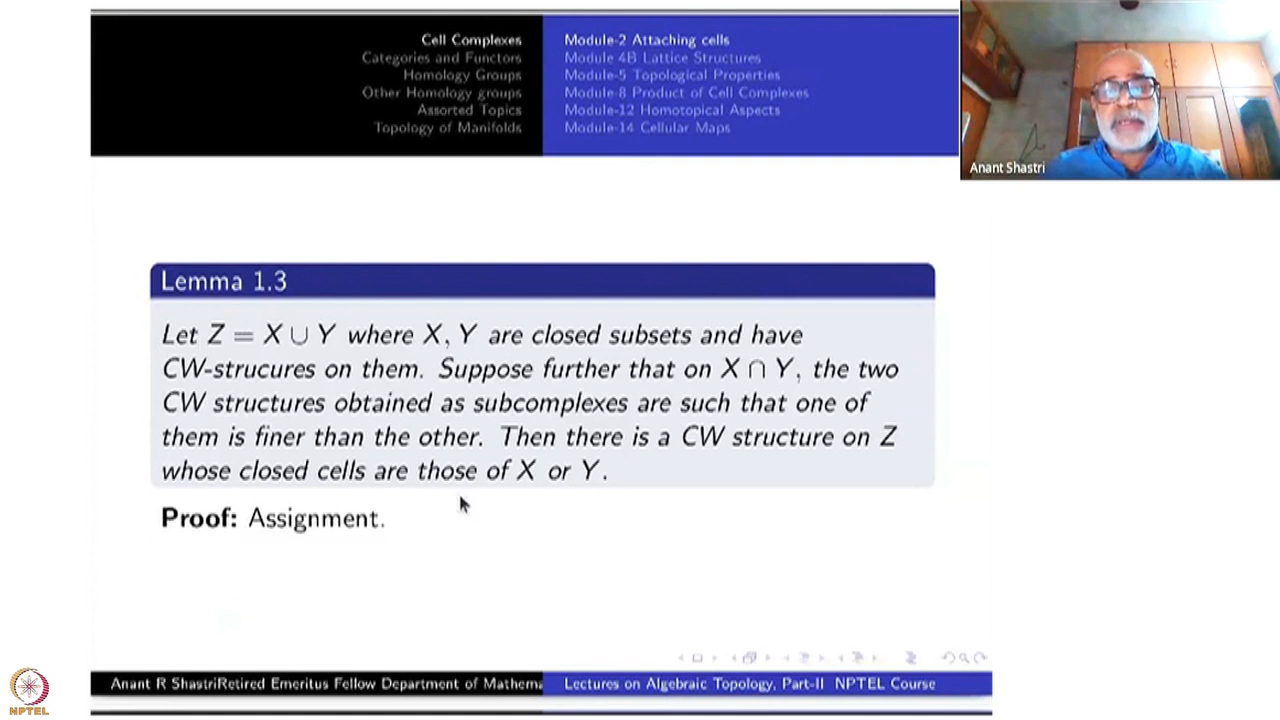 Cell Complexes
Categories and Functors
Homology Groups
Other Homology groups
Assorted Topics
Topology of Manifolds
Module-2 Attaching cells
Module 4B Lattice Structures
Module-5 Topological Properties
Module-8 Product of Cell Complexes
Module-12 Homotopical Aspects
Module-14 Cellular Maps
Anant Shastri
Lemma 1.3
Let Z = X ∪ Y where X, Y are closed subsets and have
CW-strucures on them. Suppose further that on X ∩ Y, the two
CW structures obtained as subcomplexes are such that one of
them is finer than the other. Then there is a CW structure on Z
whose closed cells are those of X or Y.
Proof: Assignment.
Anant R ShastriRetired Emeritus Fellow Department of Mathema
Lectures on Algebraic Topology, Part-II NPTEL Course
NPTEL